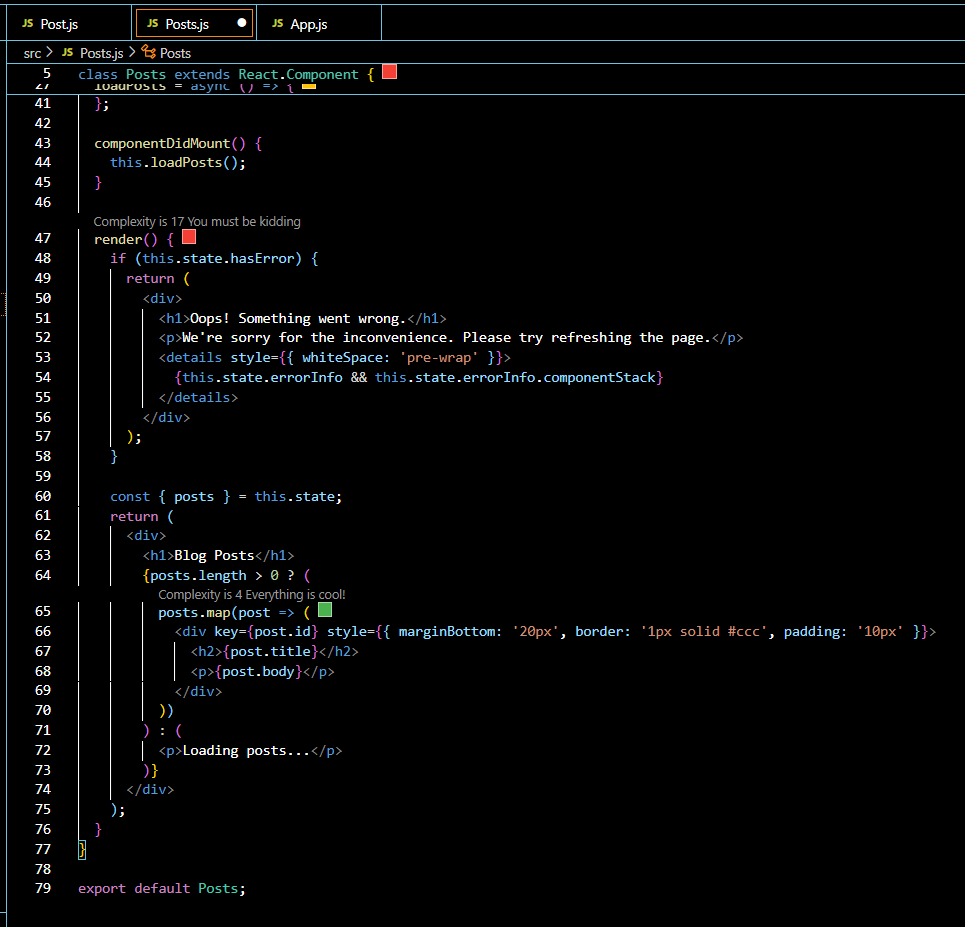 JS Post.js
JS Posts.js
JS App.js
src > JS Posts.js > Posts
5 class Posts extends React.Component {
27 loadPosts = async () => {
41 };
42
43 componentDidMount() {
44 this.loadPosts();
45 }
46
Complexity is 17 You must be kidding
47 render() {
48 if (this.state.hasError) {
49 return (
50 <div>
51 <h1>Oops! Something went wrong.</h1>
52 <p>We're sorry for the inconvenience. Please try refreshing the page.</p>
53 <details style={{ whiteSpace: 'pre-wrap' }}>
54 {this.state.errorInfo && this.state.errorInfo.componentStack}
55 </details>
56 </div>
57 );
58 }
59
60 const { posts } = this.state;
61 return (
62 <div>
63 <h1>Blog Posts</h1>
64 {posts.length > 0 ? (
Complexity is 4 Everything is cool!
65 posts.map(post => (
66 <div key={post.id} style={{ marginBottom: '20px', border: '1px solid #ccc', padding: '10px' }}>
67 <h2>{post.title}</h2>
68 <p>{post.body}</p>
69 </div>
70 ))
71 ) : (
72 <p>Loading posts...</p>
73 )}
74 </div>
75 );
76 }
77 }
78
79 export default Posts;